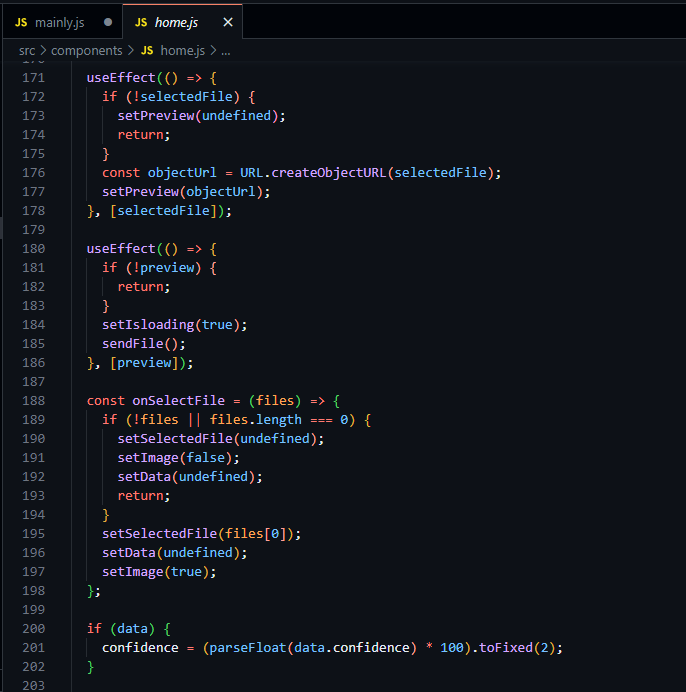 JS mainly.js ●
JS home.js ×
src > components > JS home.js > ...
171 useEffect(() => {
172   if (!selectedFile) {
173     setPreview(undefined);
174     return;
175   }
176   const objectUrl = URL.createObjectURL(selectedFile);
177   setPreview(objectUrl);
178 }, [selectedFile]);
179
180 useEffect(() => {
181   if (!preview) {
182     return;
183   }
184   setIsloading(true);
185   sendFile();
186 }, [preview]);
187
188 const onSelectFile = (files) => {
189   if (!files || files.length === 0) {
190     setSelectedFile(undefined);
191     setImage(false);
192     setData(undefined);
193     return;
194   }
195   setSelectedFile(files[0]);
196   setData(undefined);
197   setImage(true);
198 };
199
200 if (data) {
201   confidence = (parseFloat(data.confidence) * 100).toFixed(2);
202 }
203